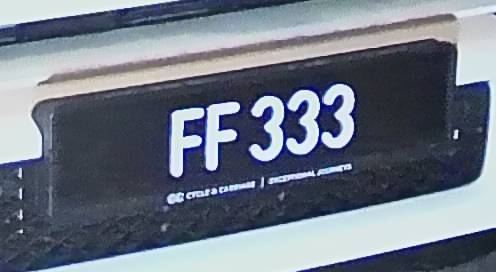 FF 333
CYCLE & CARRIAGE | EXCEPTIONAL JOURNEYS